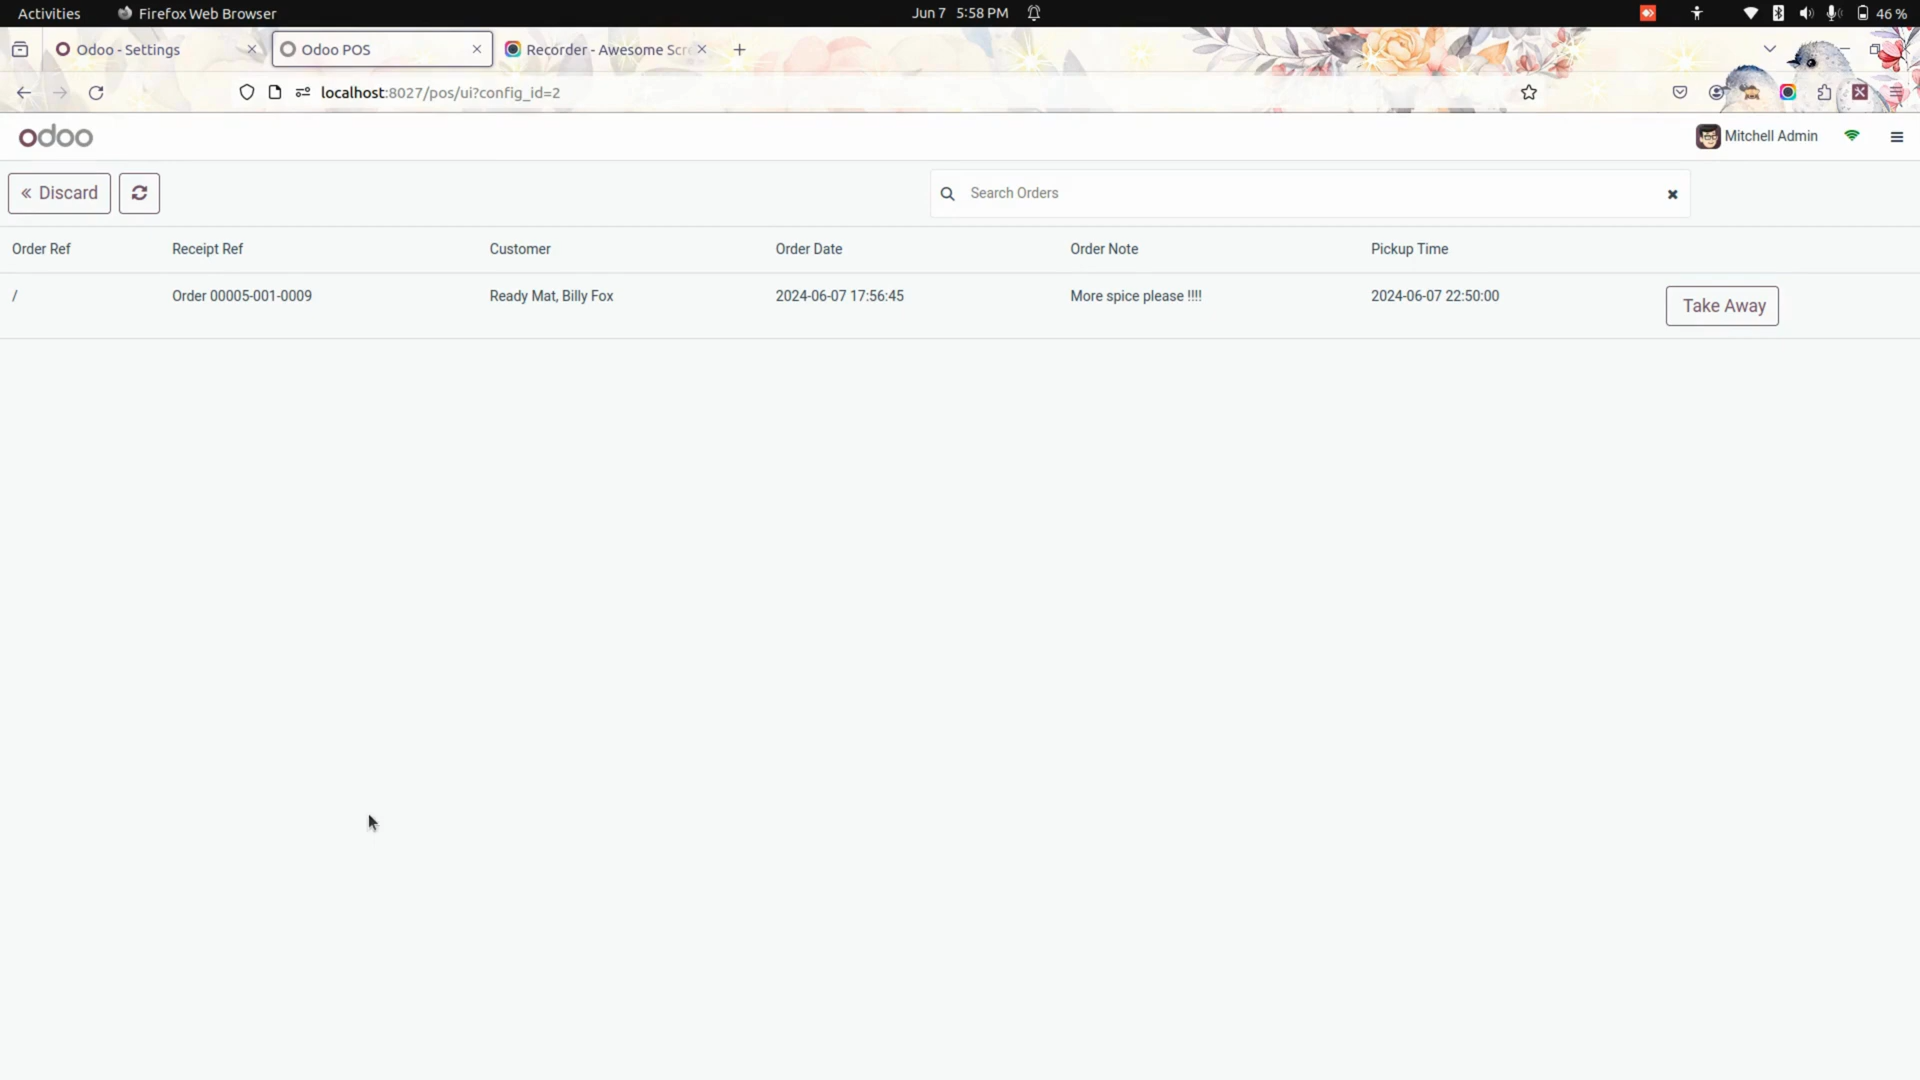 Activities Firefox Web Browser Jun 7 5:58 PM 46 %
Odoo - Settings Odoo POS Recorder - Awesome Scr
localhost:8027/pos/ui?config_id=2
odoo Mitchell Admin
« Discard Search Orders
Order Ref Receipt Ref Customer Order Date Order Note Pickup Time
/ Order 00005-001-0009 Ready Mat, Billy Fox 2024-06-07 17:56:45 More spice please !!!! 2024-06-07 22:50:00 Take Away